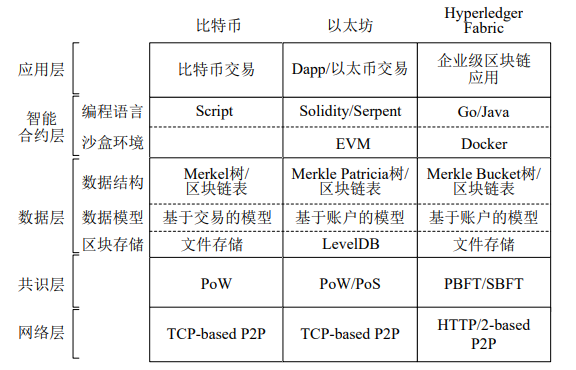 比特币 以太坊 Hyperledger
Fabric
应用层 比特币交易 Dapp/以太币交易 企业级区块链
应用
智能
合约层
编程语言 Script Solidity/Serpent Go/Java
沙盒环境 EVM Docker
数据层
数据结构 Merkel树/
区块链表 Merkle Patricia树/
区块链表 Merkle Bucket树/
区块链表
数据模型 基于交易的模型 基于账户的模型 基于账户的模型
区块存储 文件存储 LevelDB 文件存储
共识层 PoW PoW/PoS PBFT/SBFT
网络层 TCP-based P2P TCP-based P2P HTTP/2-based
P2P